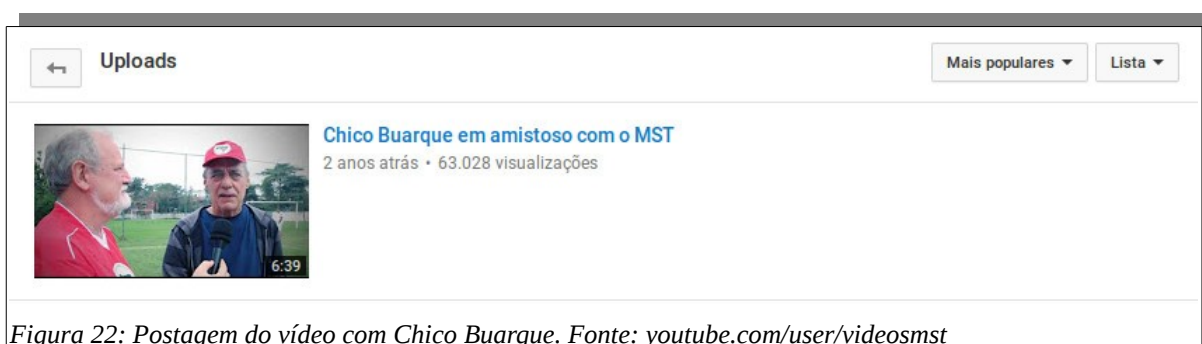 Uploads
Mais populares
Lista
Chico Buarque em amistoso com o MST
2 anos atrás • 63.028 visualizações
6:39
Figura 22: Postagem do vídeo com Chico Buarque. Fonte: youtube.com/user/videosmst